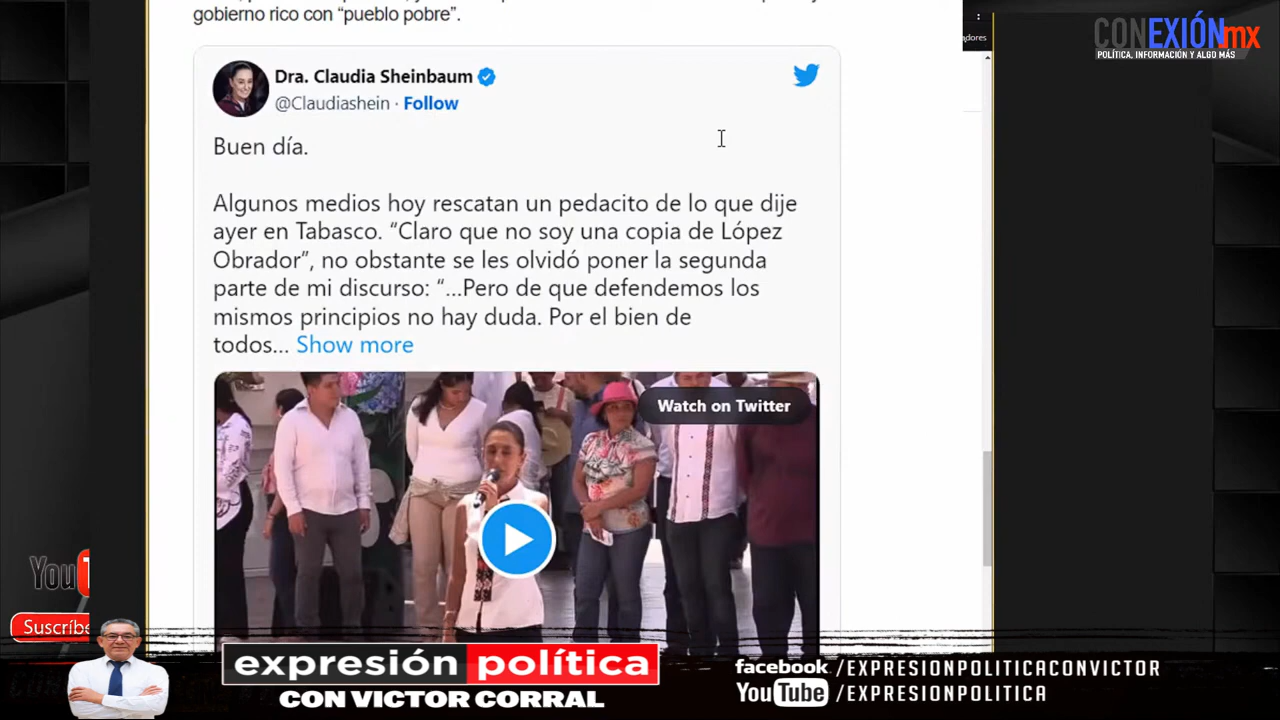 gobierno rico con “pueblo pobre”.
adores
CONEXIÓNmx
POLÍTICA, INFORMACIÓN Y ALGO MÁS
Dra. Claudia Sheinbaum
@Claudiashein · Follow
Buen día.
Algunos medios hoy rescatan un pedacito de lo que dije
ayer en Tabasco. “Claro que no soy una copia de López
Obrador”, no obstante se les olvidó poner la segunda
parte de mi discurso: “...Pero de que defendemos los
mismos principios no hay duda. Por el bien de
todos... Show more
Watch on Twitter
You
Suscríbe
expresión política
CON VICTOR CORRAL
facebook /EXPRESIONPOLITICACONVICTOR
YouTube /EXPRESIONPOLITICA